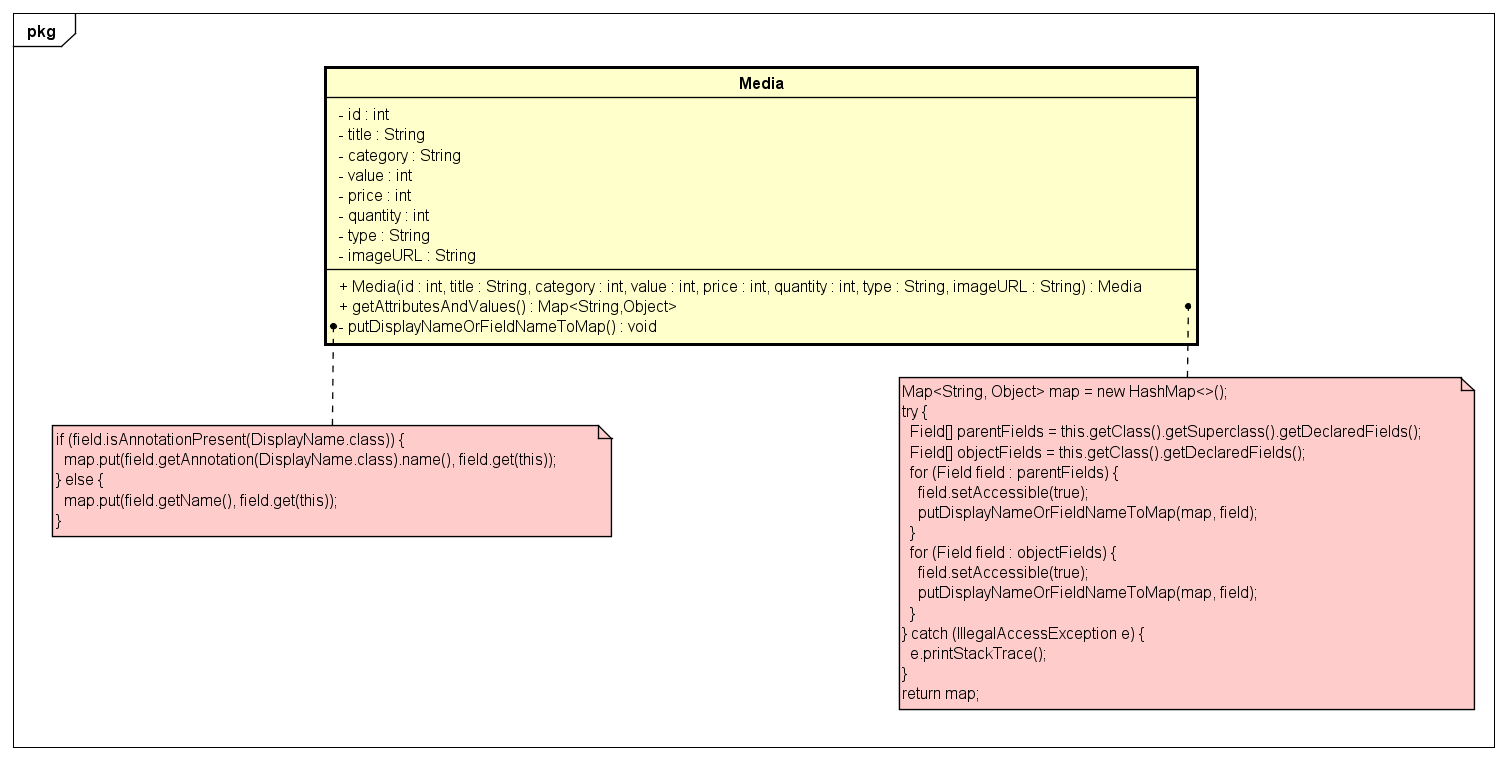 pkg
Media
- id : int
- title : String
- category : String
- value : int
- price : int
- quantity : int
- type : String
- imageURL : String
+ Media(id : int, title : String, category : int, value : int, price : int, quantity : int, type : String, imageURL : String) : Media
+ getAttributesAndValues() : Map<String,Object>
- putDisplayNameOrFieldNameToMap() : void
if (field.isAnnotationPresent(DisplayName.class)) {
  map.put(field.getAnnotation(DisplayName.class).name(), field.get(this));
} else {
  map.put(field.getName(), field.get(this));
}
Map<String, Object> map = new HashMap<>();
try {
  Field[] parentFields = this.getClass().getSuperclass().getDeclaredFields();
  Field[] objectFields = this.getClass().getDeclaredFields();
  for (Field field : parentFields) {
    field.setAccessible(true);
    putDisplayNameOrFieldNameToMap(map, field);
  }
  for (Field field : objectFields) {
    field.setAccessible(true);
    putDisplayNameOrFieldNameToMap(map, field);
  }
} catch (IllegalAccessException e) {
  e.printStackTrace();
}
return map;